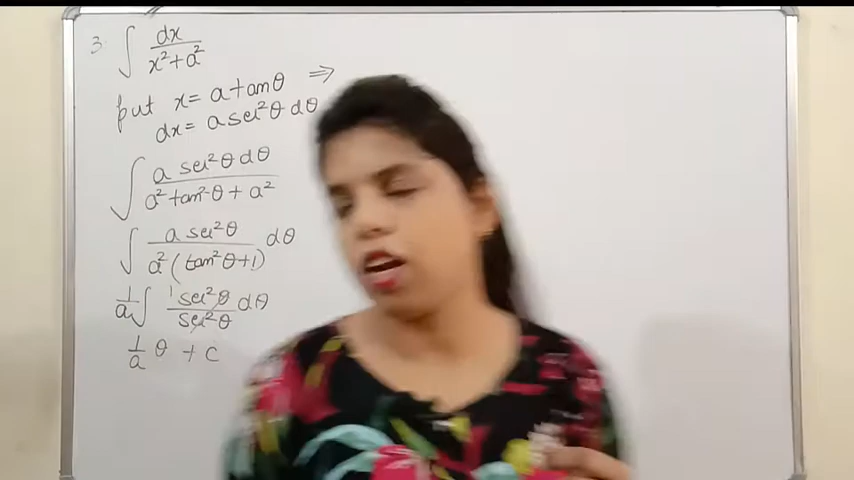 3 ∫ dx / x²+a²
put x = a tanθ ⇒
dx = a sec²θ dθ
∫ a sec²θ dθ / a² tan²θ + a²
∫ a sec²θ / a² (tan²θ+1) dθ
1/a ∫ sec²θ / sec²θ dθ
1/a θ + c